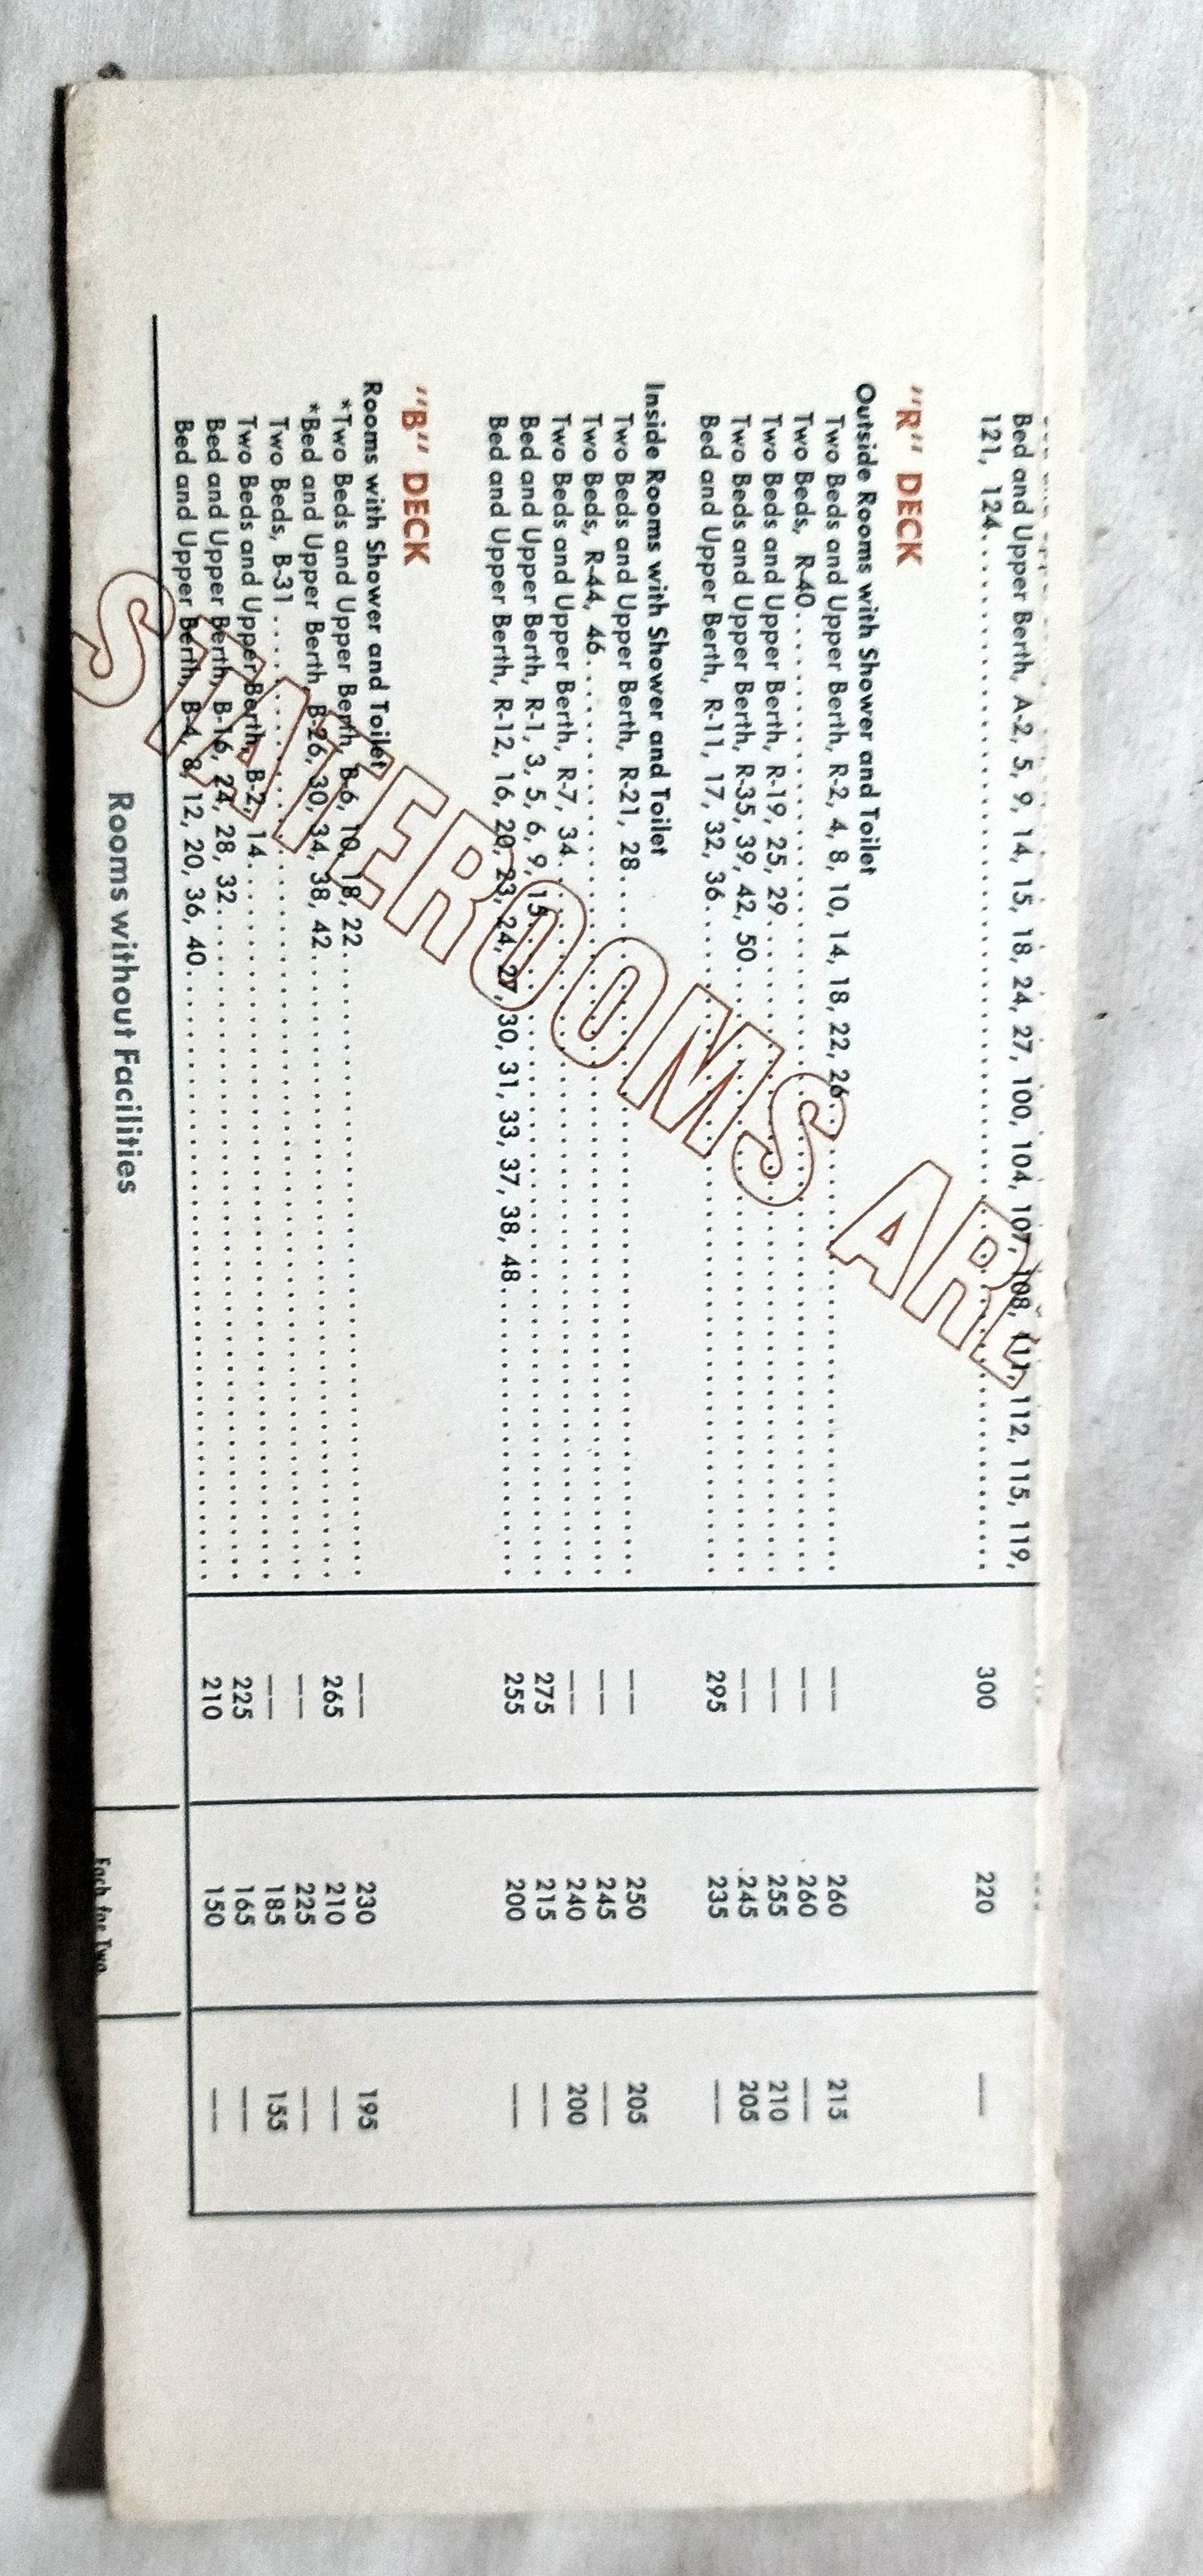 Bed and Upper Berth, A-2, 5, 9, 14, 15, 18, 24, 27, 100, 104, 107, 108, 111, 112, 115, 119,
121, 124........ 300 220 —
"R" DECK
Outside Rooms with Shower and Toilet
Two Beds and Upper Berth, R-2, 4, 8, 10, 14, 18, 22, 26........ — 260 215
Two Beds, R-40........ — 260 —
Two Beds and Upper Berth, R-19, 25, 29........ — 255 210
Two Beds and Upper Berth, R-35, 39, 42, 50........ — 245 205
Bed and Upper Berth, R-11, 17, 32, 36........ 295 235 —
Inside Rooms with Shower and Toilet
Two Beds and Upper Berth, R-21, 28........ — 250 205
Two Beds, R-44, 46........ — 245 —
Two Beds and Upper Berth, R-7, 34........ — 240 200
Bed and Upper Berth, R-1, 3, 5, 6, 9, 15........ 275 215 —
Bed and Upper Berth, R-12, 16, 20, 23, 24, 27, 30, 31, 33, 37, 38, 48........ 255 200 —
"B" DECK
Rooms with Shower and Toilet
*Two Beds and Upper Berth, B-6, 10, 18, 22........ — 230 195
*Bed and Upper Berth, B-26, 30, 34, 38, 42........ 265 210 —
Two Beds, B-31........ — 225 —
Two Beds and Upper Berth, B-2, 14........ — 185 155
Bed and Upper Berth, B-16, 24, 28, 32........ 225 165 —
Bed and Upper Berth, B-4, 8, 12, 20, 36, 40........ 210 150 —
STATEROOMS ARE
Rooms without Facilities
Each for Two